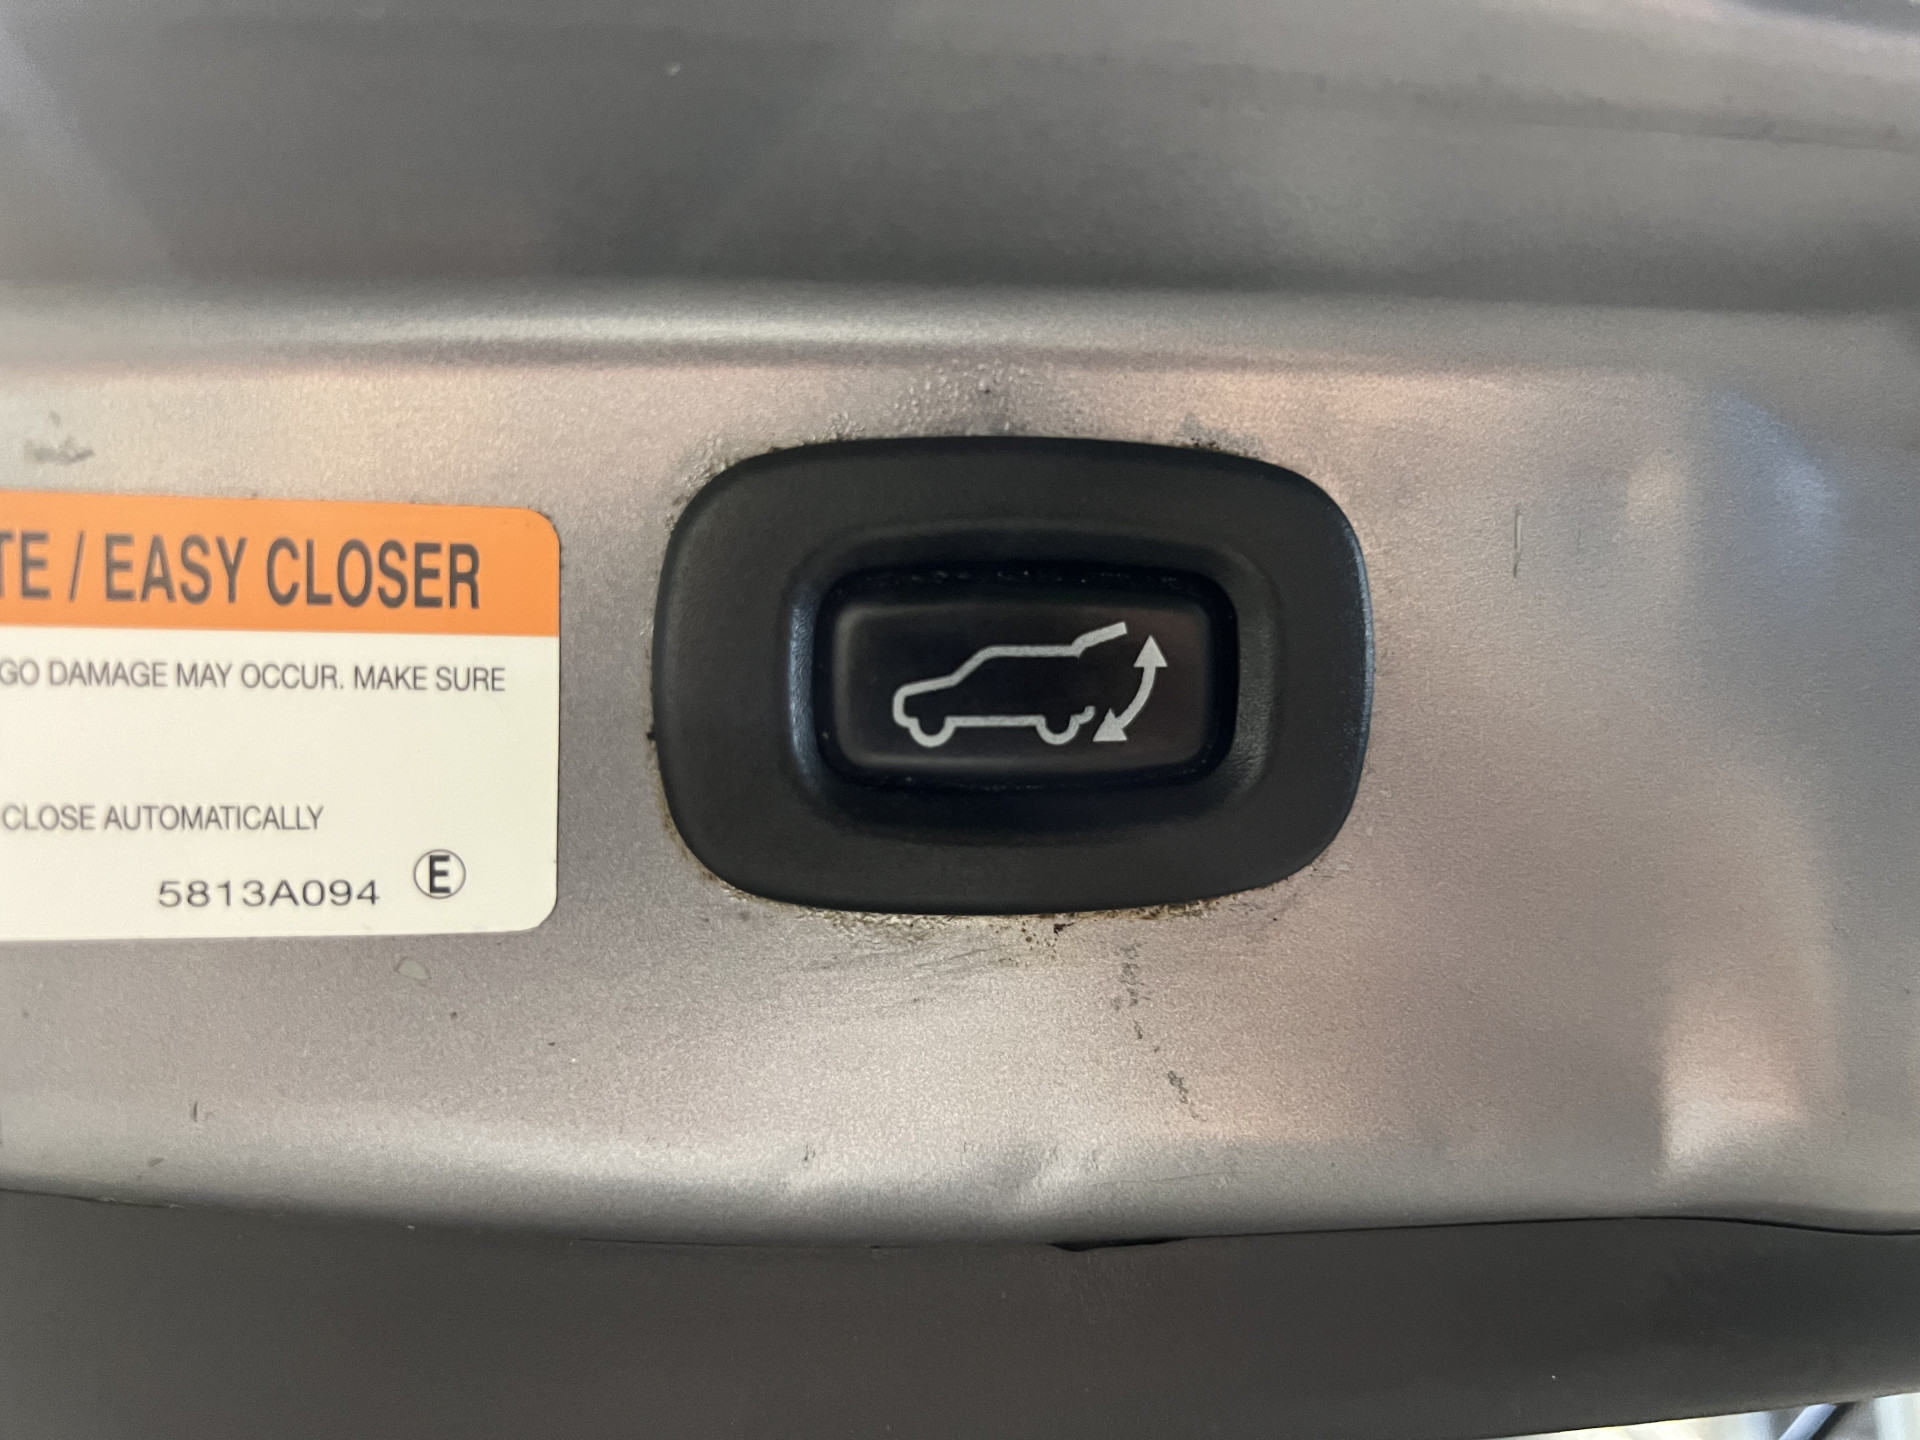 TE / EASY CLOSER
GO DAMAGE MAY OCCUR. MAKE SURE
CLOSE AUTOMATICALLY
5813A094 E